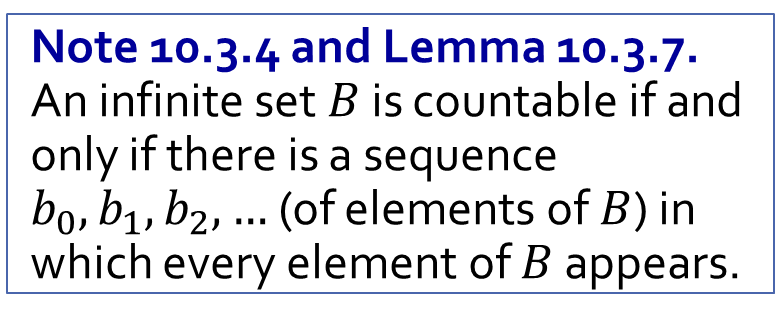 Note 10.3.4 and Lemma 10.3.7.
An infinite set 𝐵 is countable if and
only if there is a sequence
𝑏₀, 𝑏₁, 𝑏₂, … (of elements of 𝐵) in
which every element of 𝐵 appears.